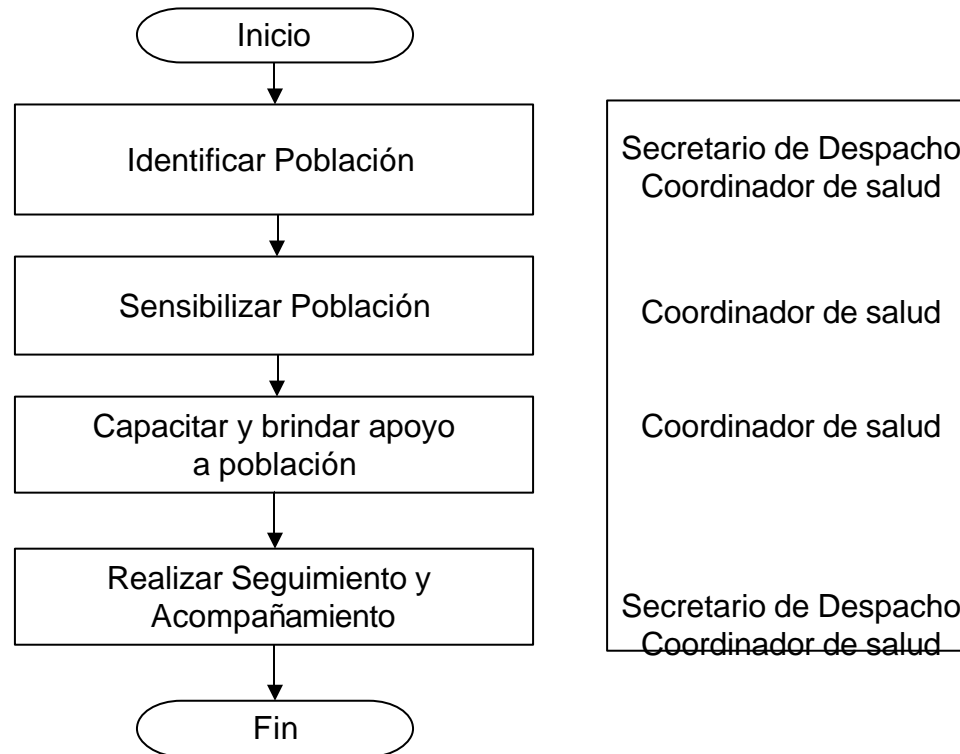 Inicio
Identificar Población
Secretario de Despacho
Coordinador de salud
Sensibilizar Población
Coordinador de salud
Capacitar y brindar apoyo
a población
Coordinador de salud
Realizar Seguimiento y
Acompañamiento
Secretario de Despacho
Coordinador de salud
Fin